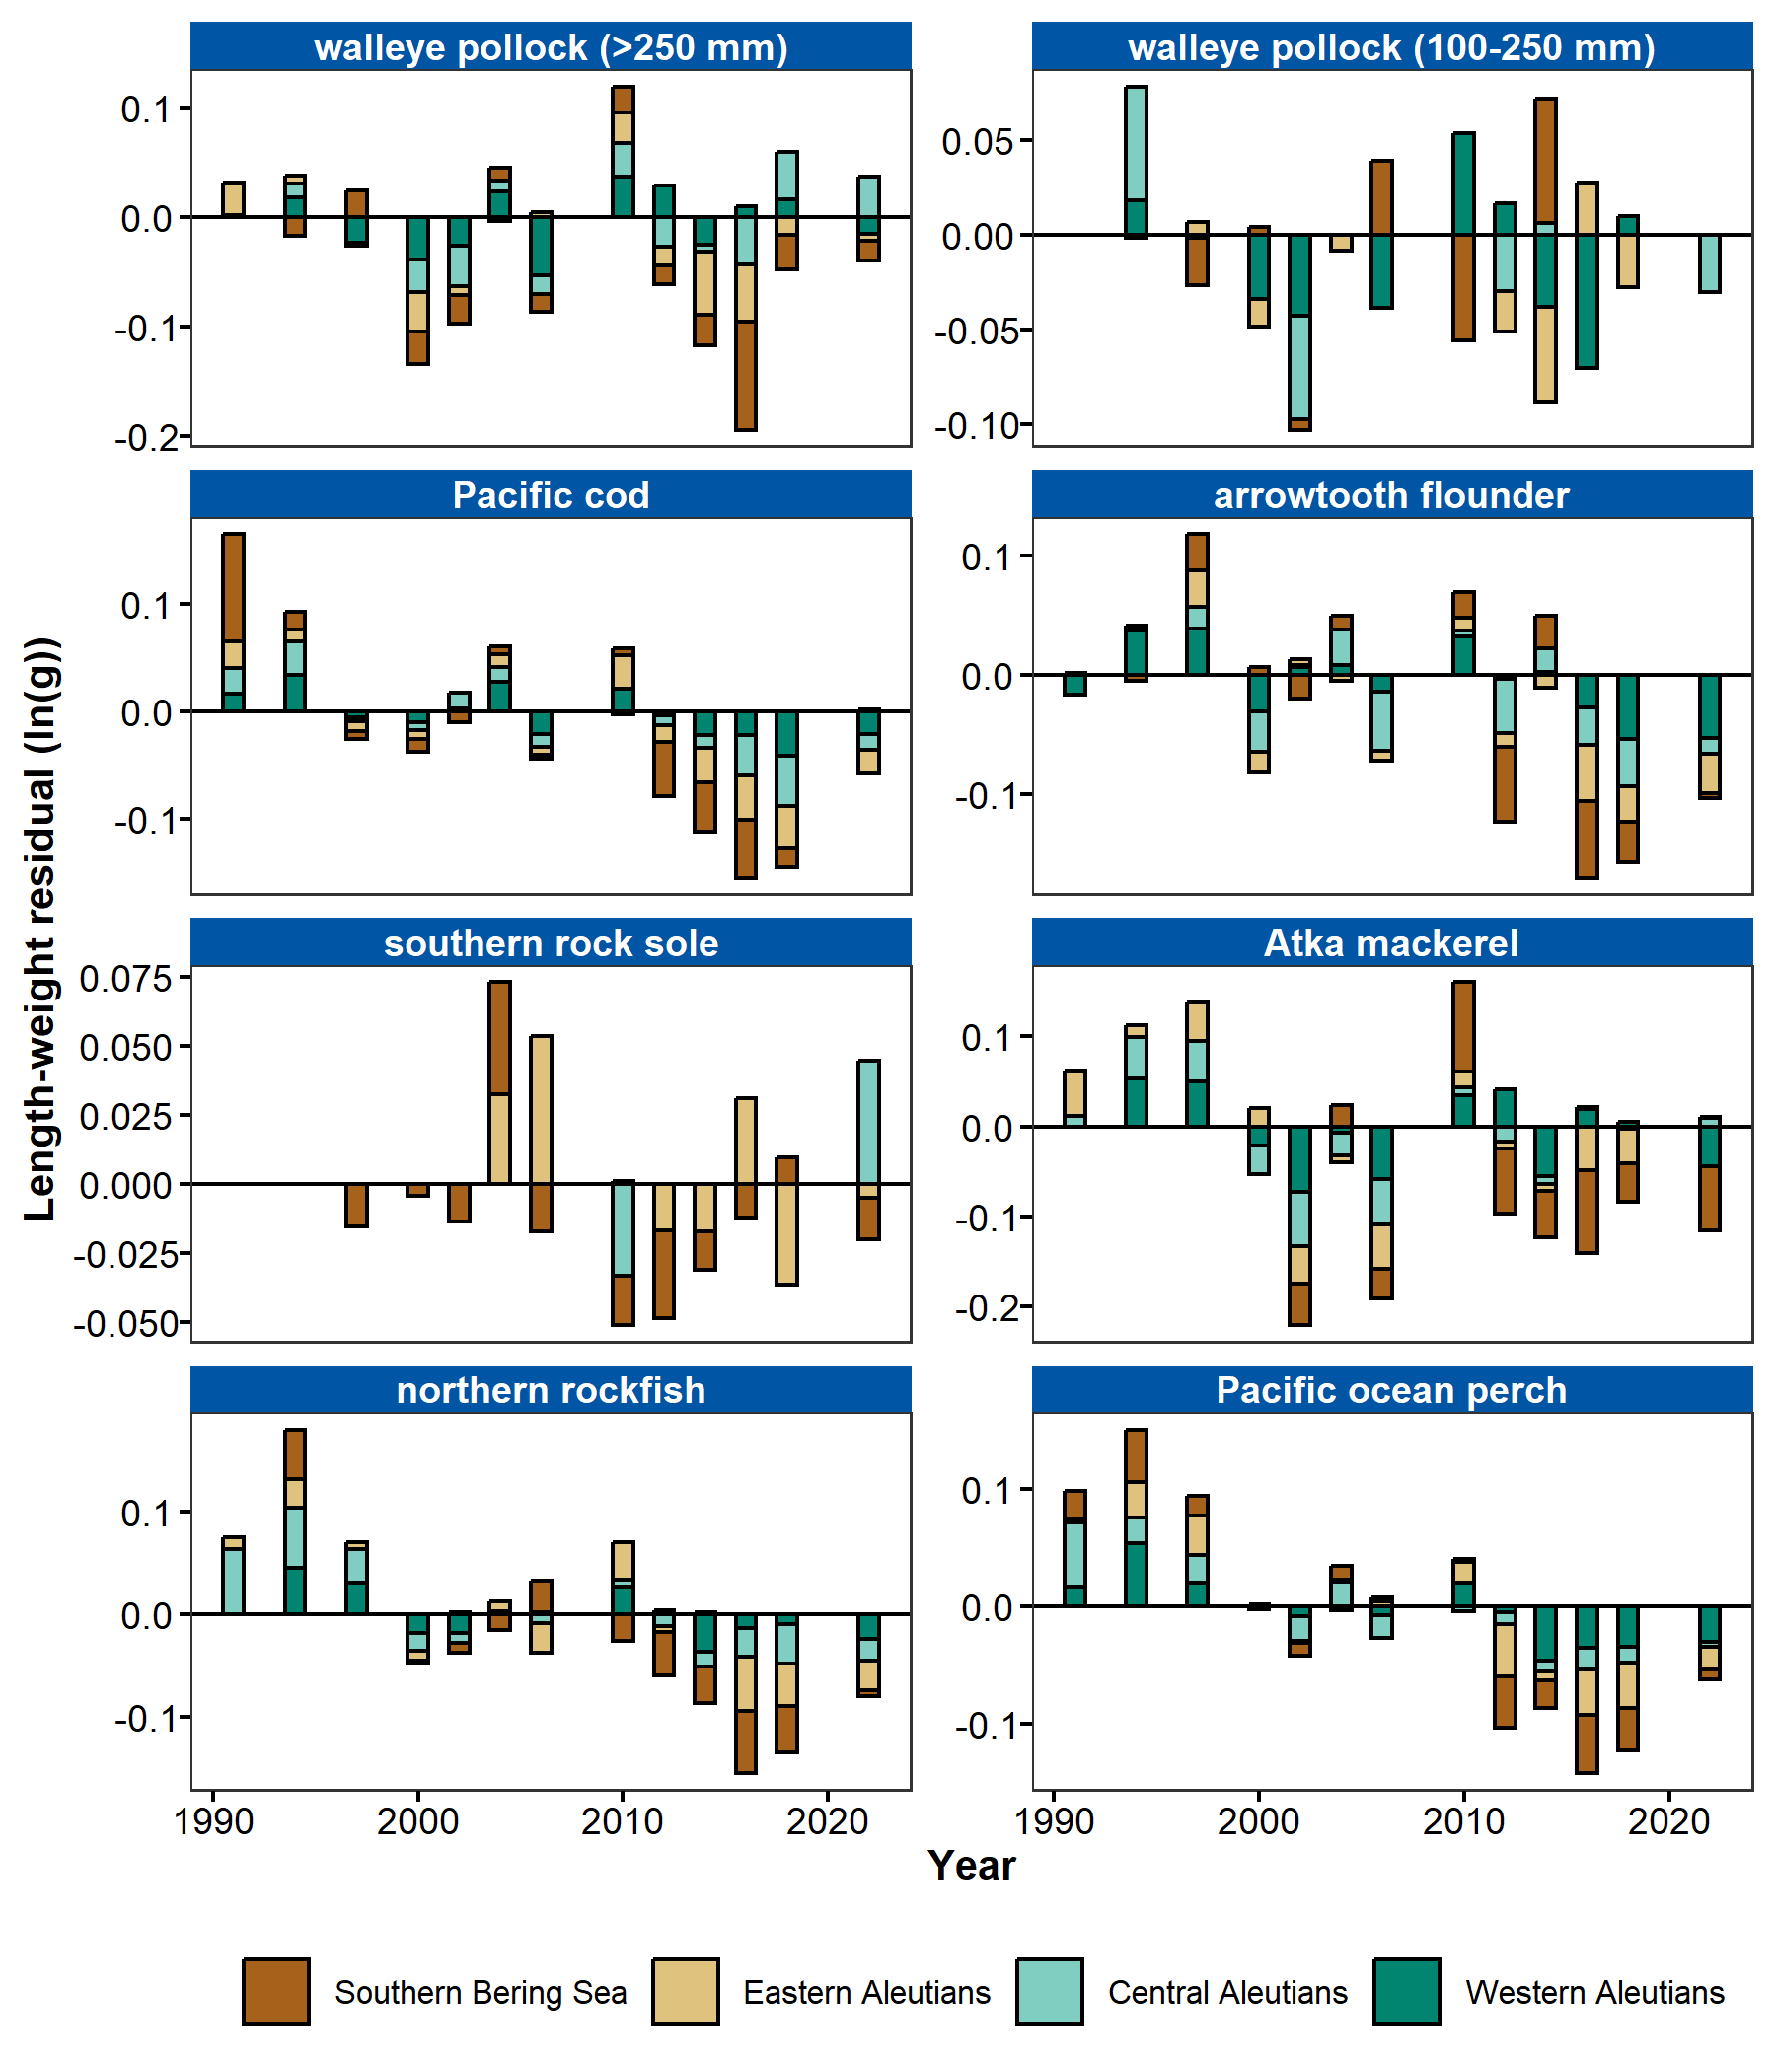 walleye pollock (>250 mm)
walleye pollock (100-250 mm)
0.1
0.0
-0.1
-0.2
0.05
0.00
-0.05
-0.10
Pacific cod
arrowtooth flounder
0.1
0.0
-0.1
0.1
0.0
-0.1
Length-weight residual (ln(g))
southern rock sole
Atka mackerel
0.075
0.050
0.025
0.000
-0.025
-0.050
0.1
0.0
-0.1
-0.2
northern rockfish
Pacific ocean perch
0.1
0.0
-0.1
0.1
0.0
-0.1
1990 2000 2010 2020
1990 2000 2010 2020
Year
Southern Bering Sea
Eastern Aleutians
Central Aleutians
Western Aleutians